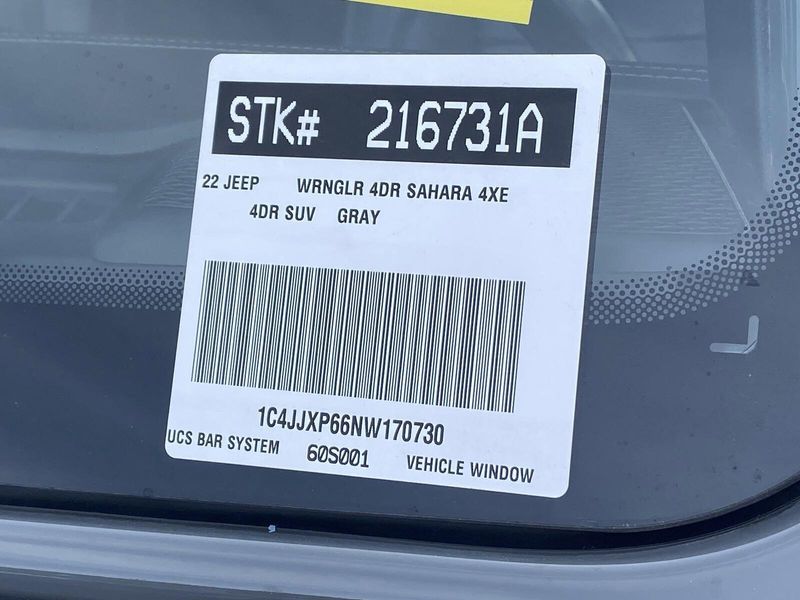 STK# 216731A
22 JEEP WRNGLR 4DR SAHARA 4XE
4DR SUV GRAY
1C4JJXP66NW170730
UCS BAR SYSTEM 60S001 VEHICLE WINDOW